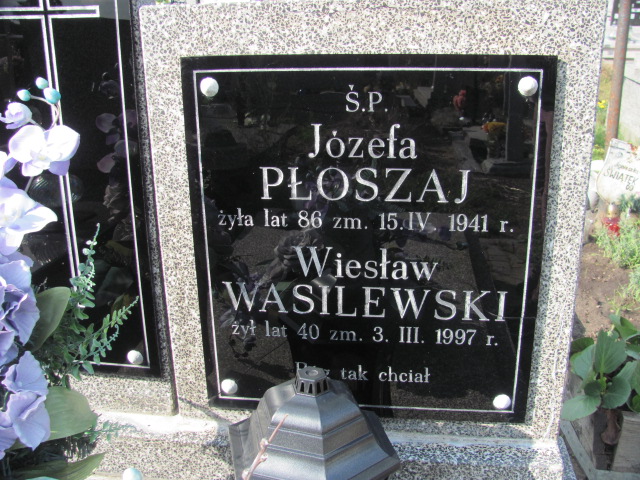 Ś.P.
Józefa
PŁOSZAJ
żyła lat 86 zm. 15.IV. 1941 r.
Wiesław
WASILEWSKI
żył lat 40 zm. 3. III. 1997 r.
Bóg tak chciał